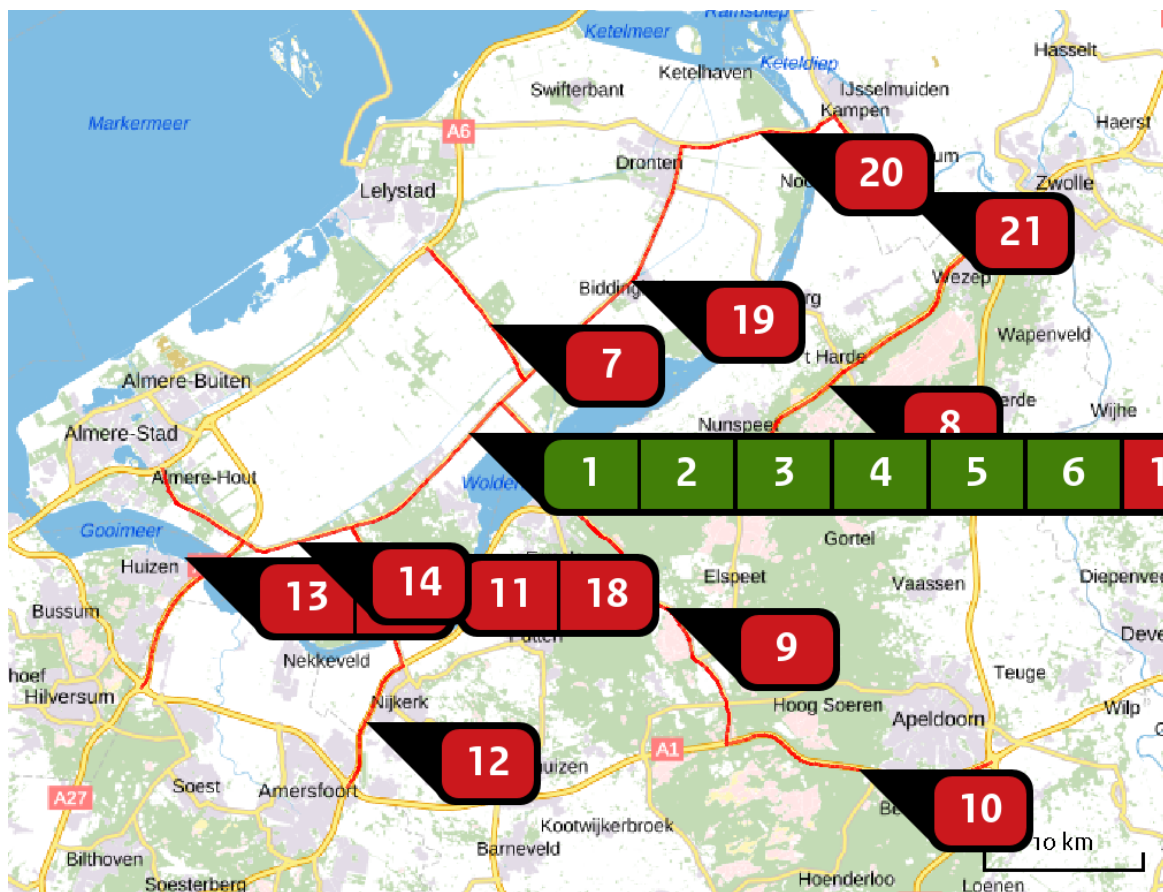 Ketelmeer
Hasselt
Ketelhaven
Keteldiep
Swifterbant
IJsselmuiden
Kampen
Markermeer
A6
Haerst
Dronten
20
Zwolle
Lelystad
21
Wezep
19
Wapenveld
7
't Harde
Almere-Buiten
8
Wijhe
Nunspeet
Almere-Stad
1 2 3 4 5 6
Almere-Hout
Gooimeer
Gortel
Huizen
Elspeet
Vaassen
13 14 11 18
Bussum
9
Nekkeveld
Teuge
Hilversum
Nijkerk
Hoog Soeren
Apeldoorn
Wilp
A1
12
Soest
Amersfoort
A27
10
Kootwijkerbroek
10 km
Barneveld
Bilthoven
Hoenderloo
Soesterberg
Loenen